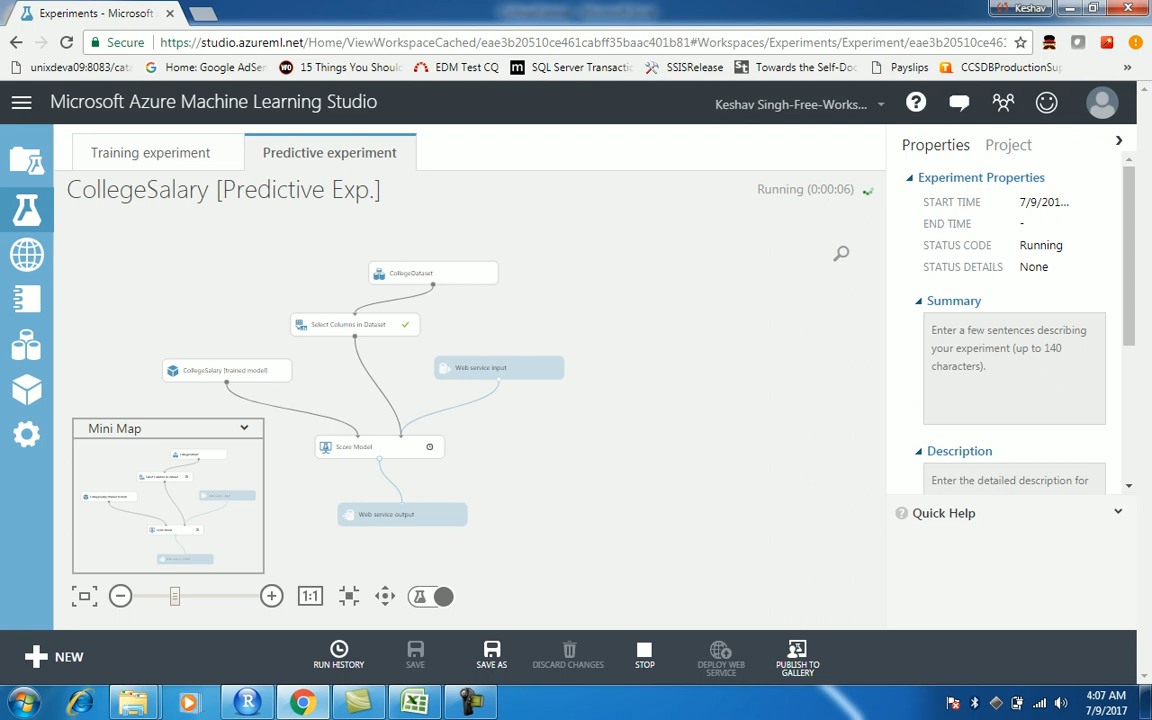 Experiments - Microsoft
Keshav
Secure
https://studio.azureml.net/Home/ViewWorkspaceCached/eae3b20510ce461cabff35baac401b81#Workspaces/Experiments/Experiment/eae3b20510ce461
unixdeva09:8083/cata
Home: Google AdSen
15 Things You Should
EDM Test CQ
SQL Server Transactic
SSISRelease
Towards the Self-Doc
Payslips
CCSDBProductionSup
»
Microsoft Azure Machine Learning Studio
Keshav Singh-Free-Works...
Training experiment
Predictive experiment
Properties
Project
CollegeSalary [Predictive Exp.]
Running (0:00:06)
Experiment Properties
START TIME 7/9/201...
END TIME -
STATUS CODE Running
STATUS DETAILS None
Summary
Enter a few sentences describing
your experiment (up to 140
characters).
Description
Enter the detailed description for
Quick Help
CollegeDataset
Select Columns in Dataset
CollegeSalary [trained model]
Web service input
Score Model
Web service output
Mini Map
1:1
NEW
RUN HISTORY
SAVE
SAVE AS
DISCARD CHANGES
STOP
DEPLOY WEB
SERVICE
PUBLISH TO
GALLERY
4:07 AM
7/9/2017